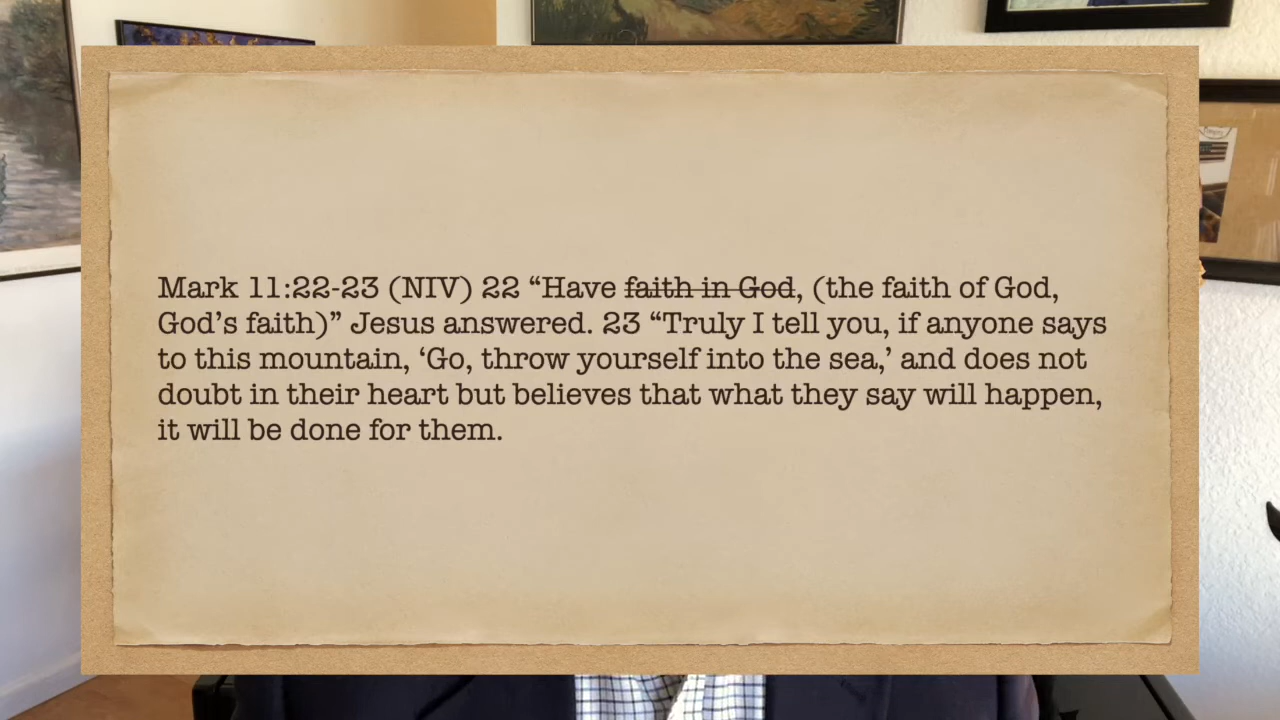 Mark 11:22-23 (NIV) 22 “Have faith in God, (the faith of God,
God’s faith)” Jesus answered. 23 “Truly I tell you, if anyone says
to this mountain, ‘Go, throw yourself into the sea,’ and does not
doubt in their heart but believes that what they say will happen,
it will be done for them.